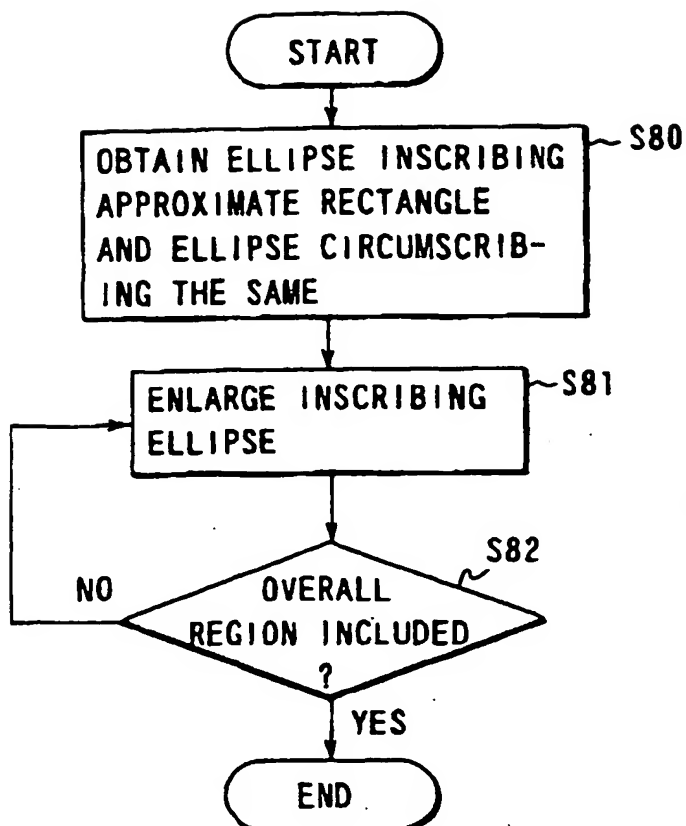 START
S80
OBTAIN ELLIPSE INSCRIBING
APPROXIMATE RECTANGLE
AND ELLIPSE CIRCUMSCRIB-
ING THE SAME
S81
ENLARGE INSCRIBING
ELLIPSE
S82
NO
OVERALL
REGION INCLUDED
?
YES
END